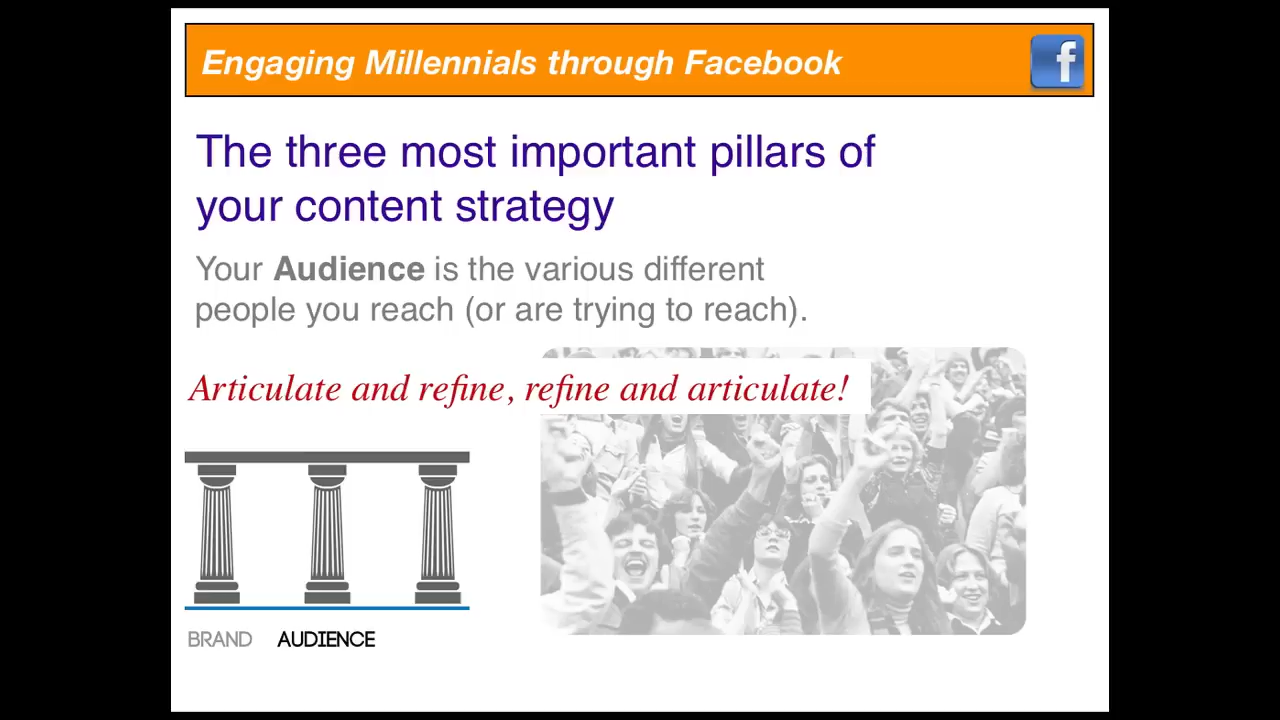 Engaging Millennials through Facebook
f
The three most important pillars of
your content strategy
Your Audience is the various different
people you reach (or are trying to reach).
Articulate and refine, refine and articulate!
BRAND AUDIENCE